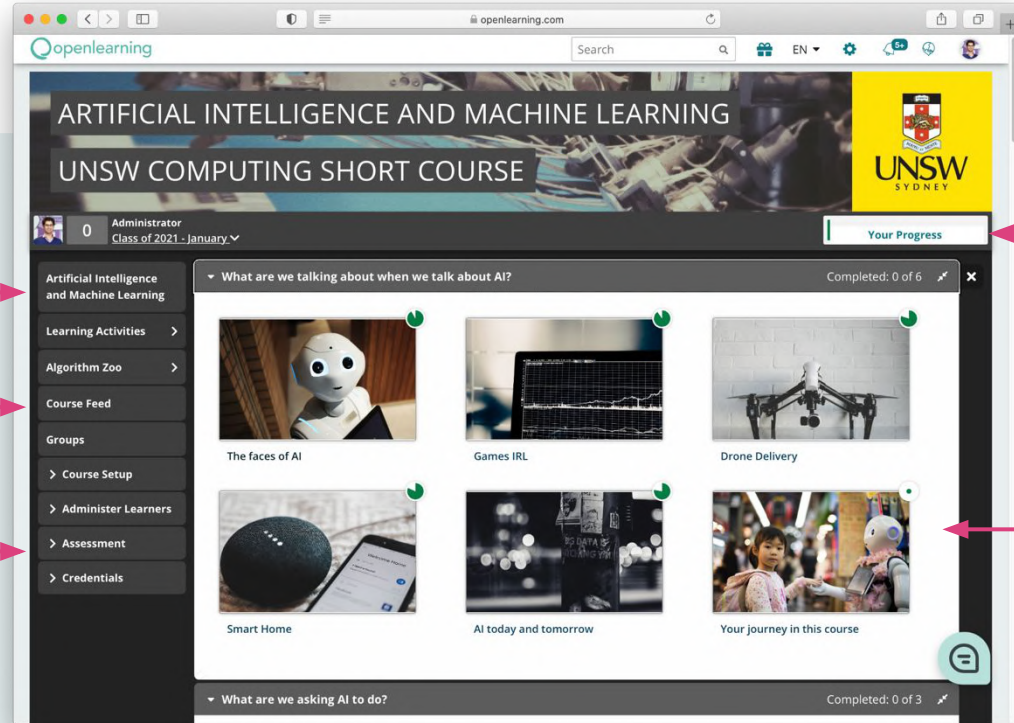 openlearning.com
openlearning
Search
EN
5+
ARTIFICIAL INTELLIGENCE AND MACHINE LEARNING
UNSW COMPUTING SHORT COURSE
UNSW
SYDNEY
0
Administrator
Class of 2021 - January
Your Progress
Artificial Intelligence
and Machine Learning
Learning Activities
Algorithm Zoo
Course Feed
Groups
Course Setup
Administer Learners
Assessment
Credentials
What are we talking about when we talk about AI?
Completed: 0 of 6
The faces of AI
Games IRL
Drone Delivery
Welcome Home
Smart Home
AI today and tomorrow
Your journey in this course
What are we asking AI to do?
Completed: 0 of 3